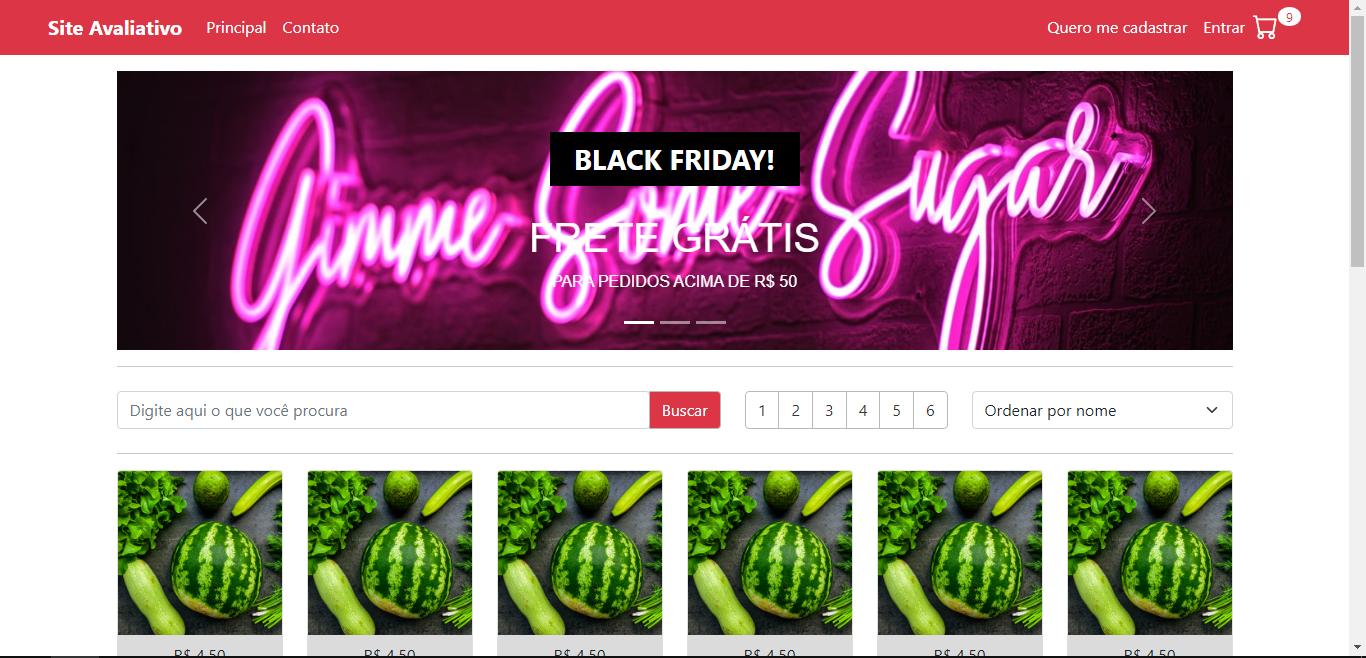 Site Avaliativo Principal Contato Quero me cadastrar Entrar 9
Gimme Some Sugar
BLACK FRIDAY!
FRETE GRÁTIS
PARA PEDIDOS ACIMA DE R$ 50
Digite aqui o que você procura Buscar 1 2 3 4 5 6 Ordenar por nome
R$ 4,50 R$ 4,50 R$ 4,50 R$ 4,50 R$ 4,50 R$ 4,50